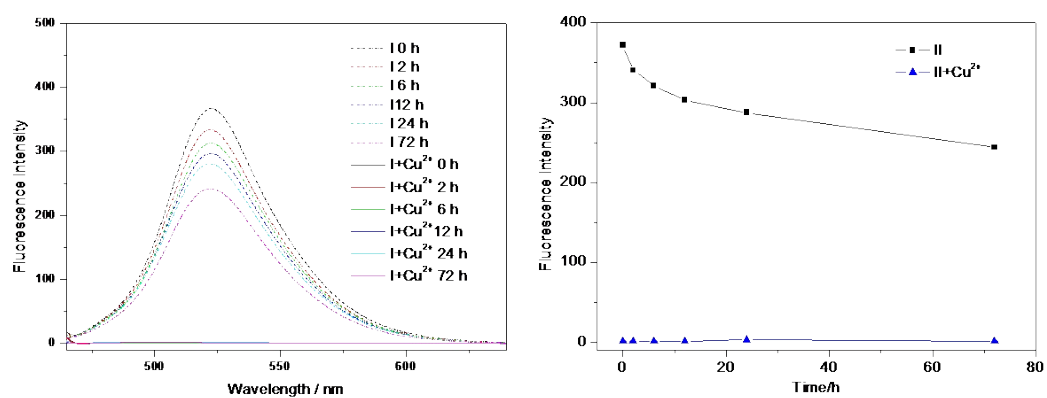 500
400
300
200
100
0
Fluorescence Intensity
500
550
600
Wavelength / nm
I 0 h
I 2 h
I 6 h
I12 h
I 24 h
I 72 h
I+Cu²⁺ 0 h
I+Cu²⁺ 2 h
I+Cu²⁺ 6 h
I+Cu²⁺ 12 h
I+Cu²⁺ 24 h
I+Cu²⁺ 72 h
400
300
200
100
0
Fluorescence Intensity
0
20
40
60
80
Time/h
II
II+Cu²⁺